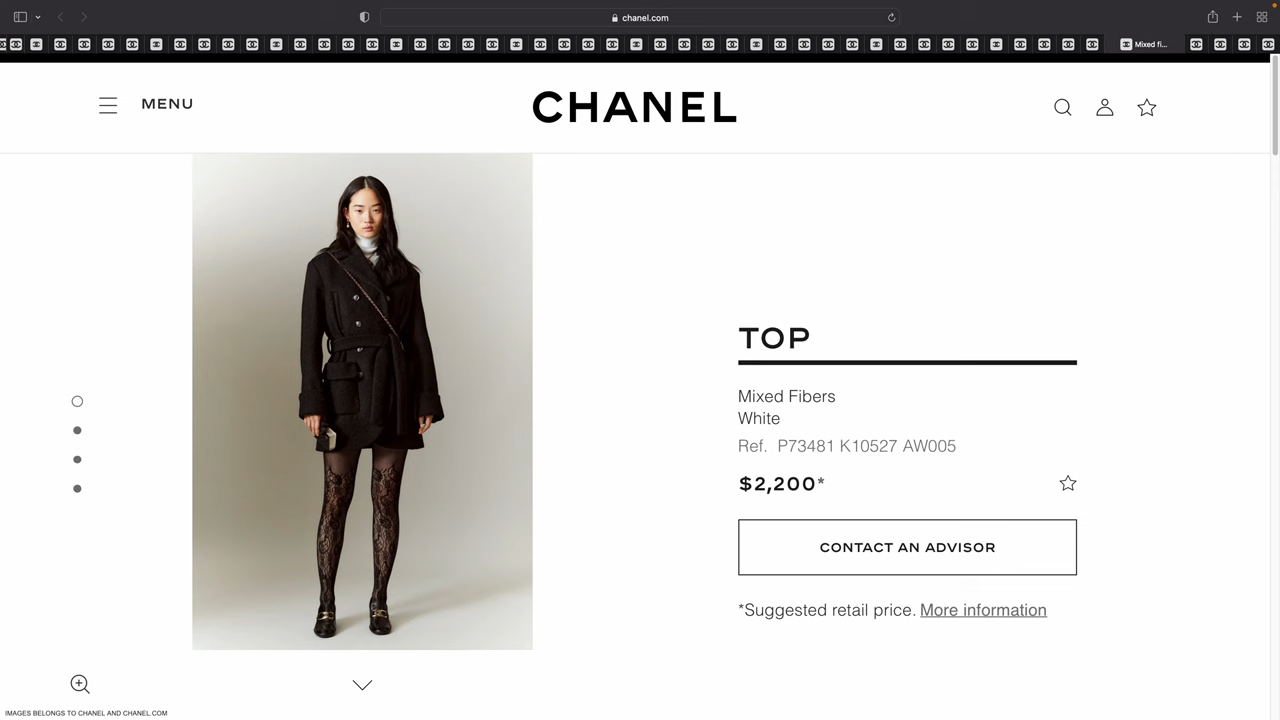 chanel.com
Mixed fi...
MENU
CHANEL
TOP
Mixed Fibers
White
Ref. P73481 K10527 AW005
$2,200*
CONTACT AN ADVISOR
*Suggested retail price. More information
IMAGES BELONGS TO CHANEL AND CHANEL.COM